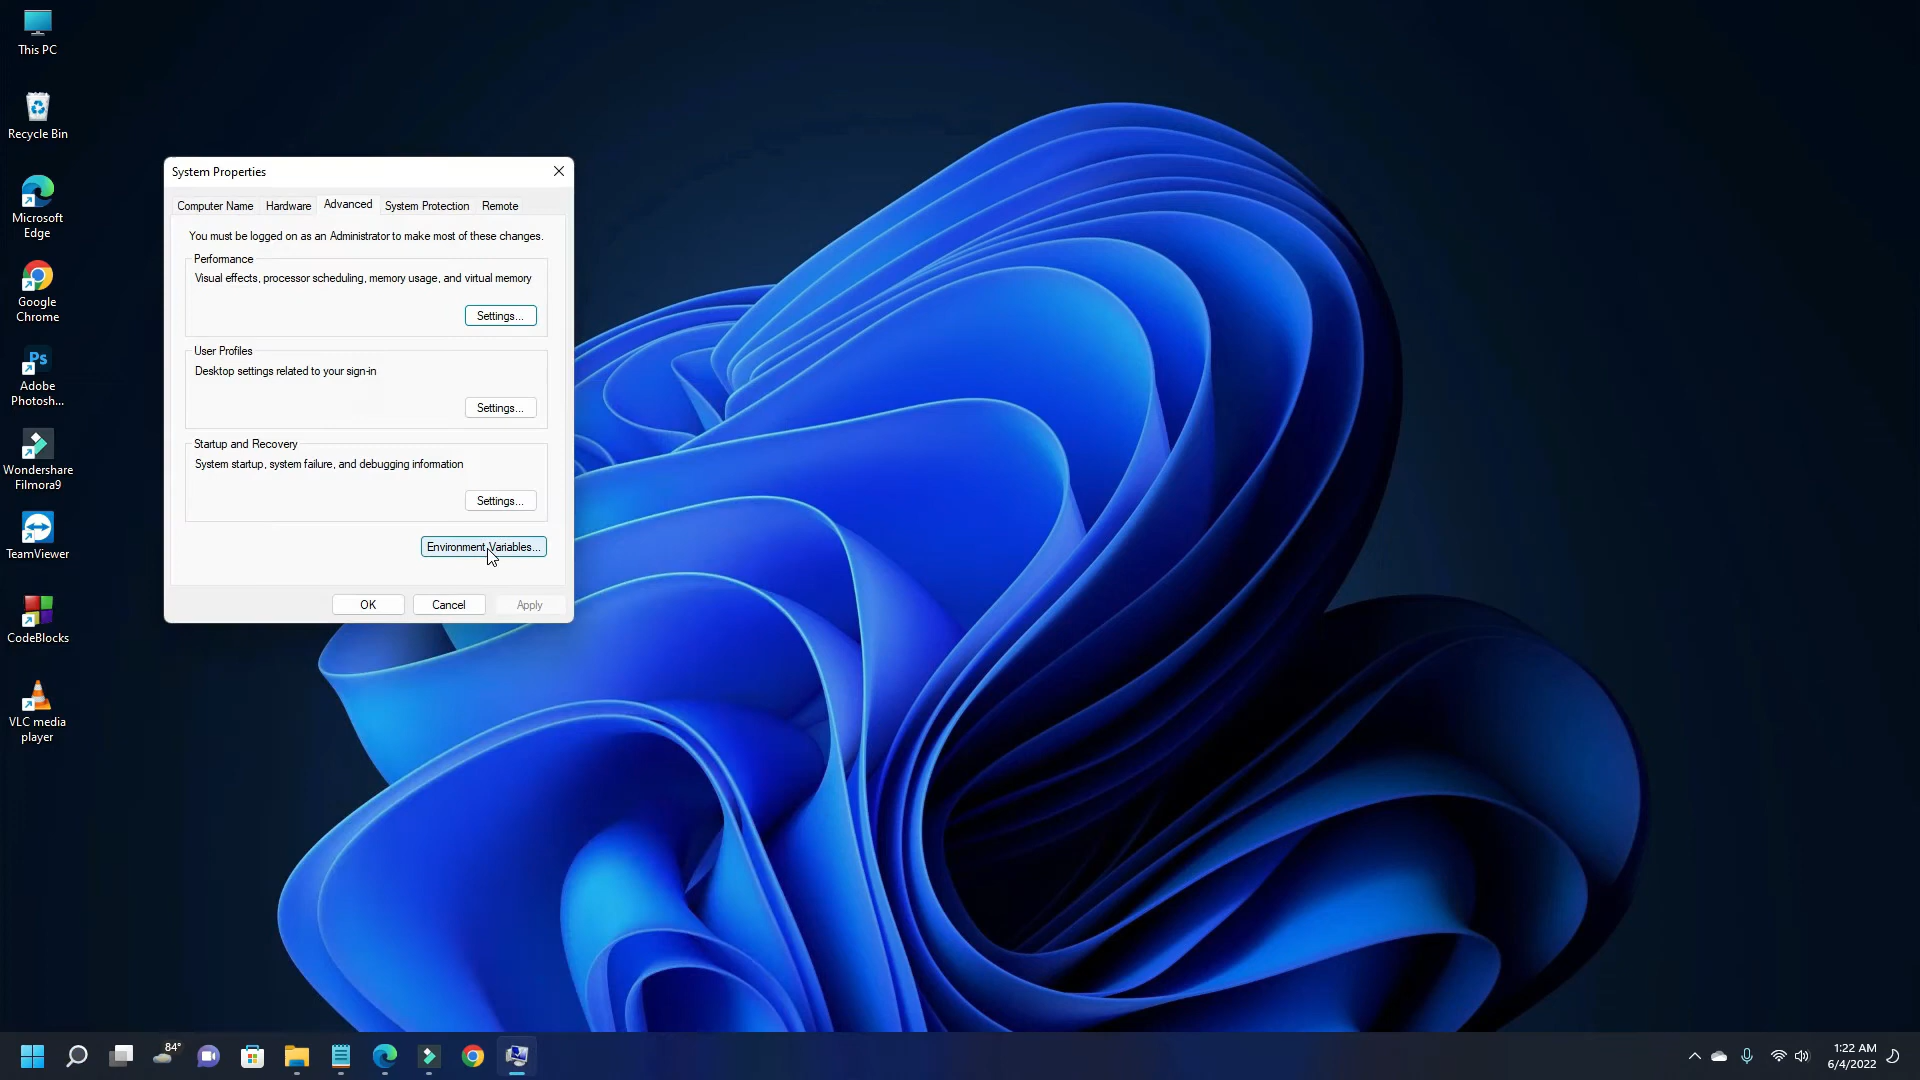 This PC
Recycle Bin
Microsoft
Edge
Google
Chrome
Ps
Adobe
Photosh...
Wondershare
Filmora9
TeamViewer
CodeBlocks
VLC media
player
System Properties
Computer Name
Hardware
Advanced
System Protection
Remote
You must be logged on as an Administrator to make most of these changes.
Performance
Visual effects, processor scheduling, memory usage, and virtual memory
Settings...
User Profiles
Desktop settings related to your sign-in
Settings...
Startup and Recovery
System startup, system failure, and debugging information
Settings...
Environment Variables...
OK
Cancel
Apply
84°
1:22 AM
6/4/2022